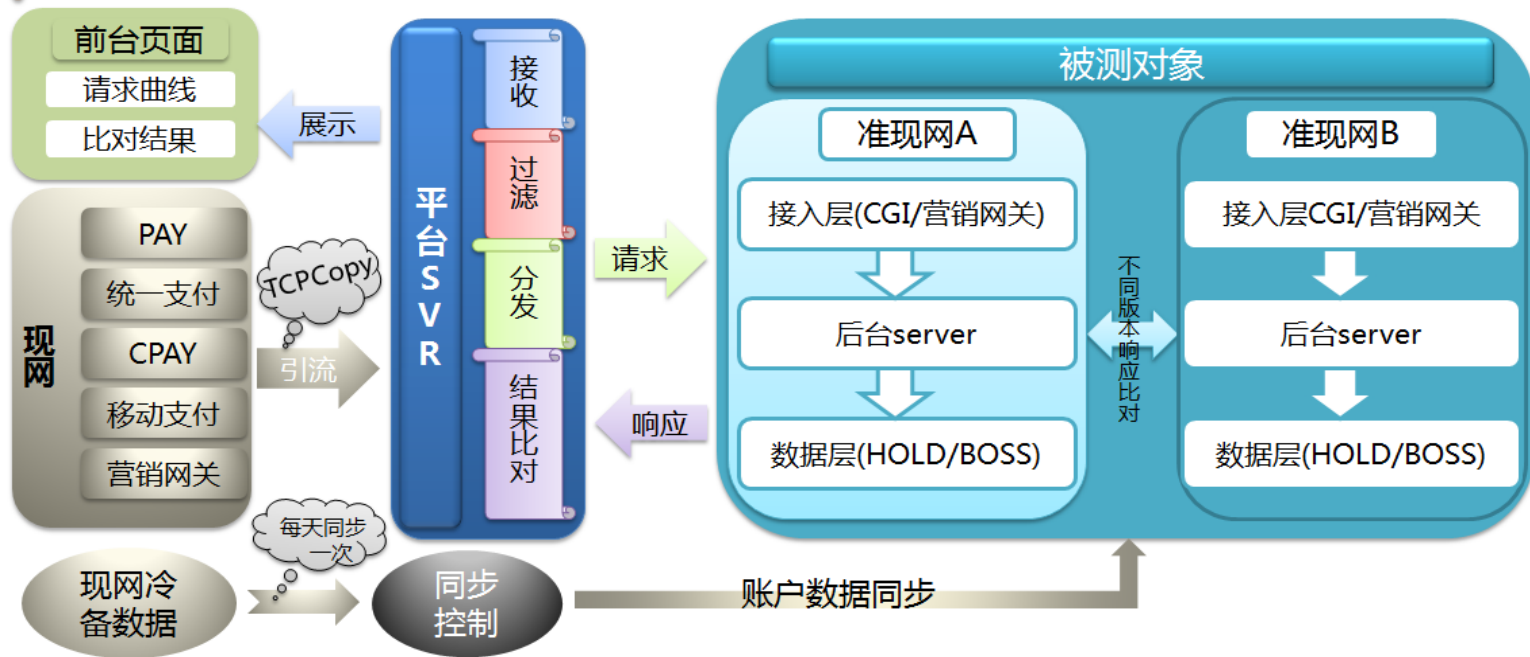 前台页面
请求曲线
比对结果
展示
现网
PAY
统一支付
CPAY
移动支付
营销网关
TCPCopy
引流
平台SVR
接收
过滤
分发
结果比对
请求
响应
被测对象
准现网A
接入层(CGI/营销网关)
后台server
数据层(HOLD/BOSS)
不同版本响应比对
准现网B
接入层CGI/营销网关
后台server
数据层(HOLD/BOSS)
现网冷
备数据
每天同步
一次
同步
控制
账户数据同步